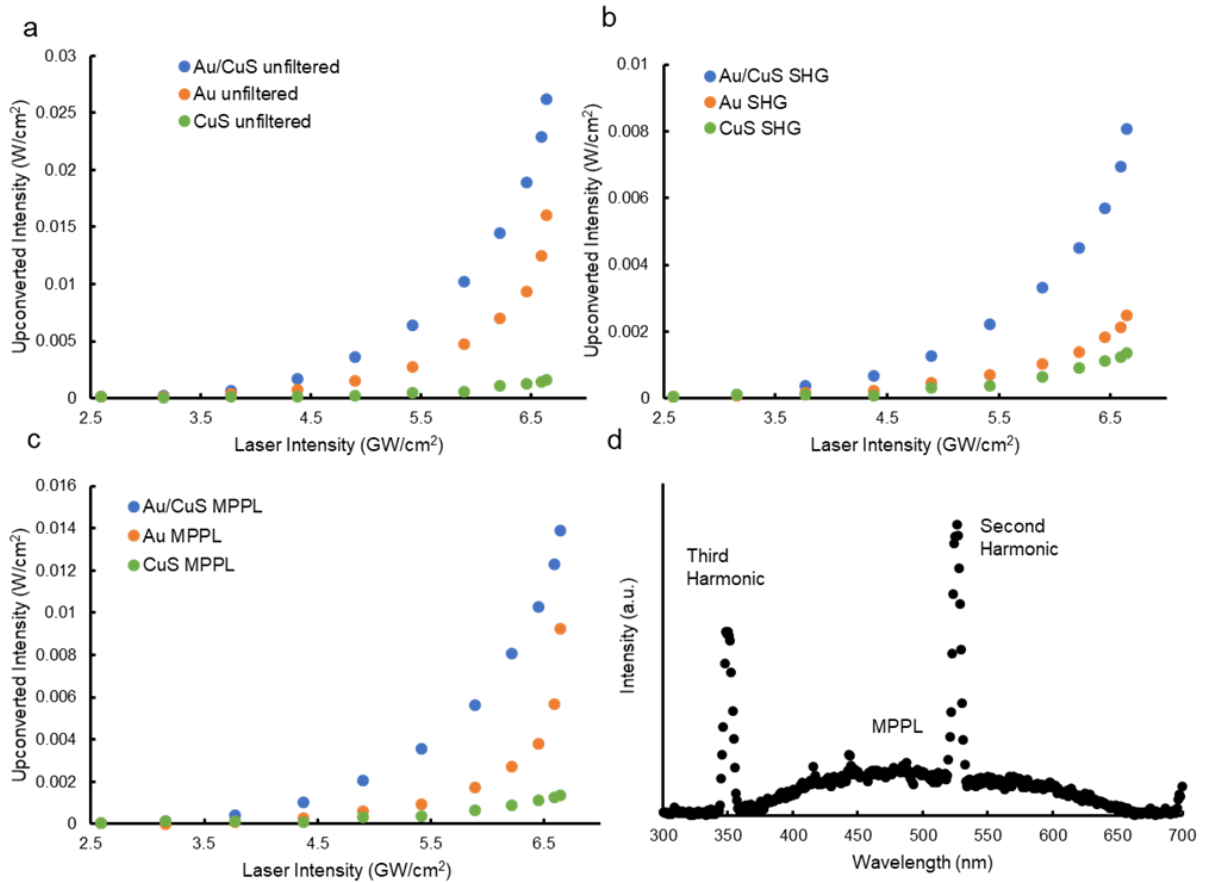 a
0.03
0.025
0.02
0.015
0.01
0.005
0
2.5
3.5
4.5
5.5
6.5
Upconverted Intensity (W/cm²)
Laser Intensity (GW/cm²)
Au/CuS unfiltered
Au unfiltered
CuS unfiltered
b
0.01
0.008
0.006
0.004
0.002
0
2.5
3.5
4.5
5.5
6.5
Upconverted Intensity (W/cm²)
Laser Intensity (GW/cm²)
Au/CuS SHG
Au SHG
CuS SHG
c
0.016
0.014
0.012
0.01
0.008
0.006
0.004
0.002
0
2.5
3.5
4.5
5.5
6.5
Upconverted Intensity (W/cm²)
Laser Intensity (GW/cm²)
Au/CuS MPPL
Au MPPL
CuS MPPL
d
Third
Harmonic
Second
Harmonic
MPPL
Intensity (a.u.)
300
350
400
450
500
550
600
650
700
Wavelength (nm)